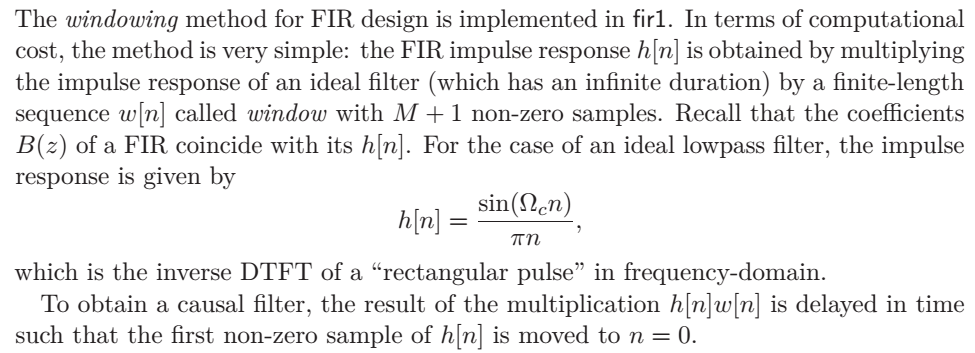 The windowing method for FIR design is implemented in fir1. In terms of computational
cost, the method is very simple: the FIR impulse response h[n] is obtained by multiplying
the impulse response of an ideal filter (which has an infinite duration) by a finite-length
sequence w[n] called window with M + 1 non-zero samples. Recall that the coefficients
B(z) of a FIR coincide with its h[n]. For the case of an ideal lowpass filter, the impulse
response is given by
h[n] = sin(Ω_c n) / πn,
which is the inverse DTFT of a “rectangular pulse” in frequency-domain.
To obtain a causal filter, the result of the multiplication h[n]w[n] is delayed in time
such that the first non-zero sample of h[n] is moved to n = 0.